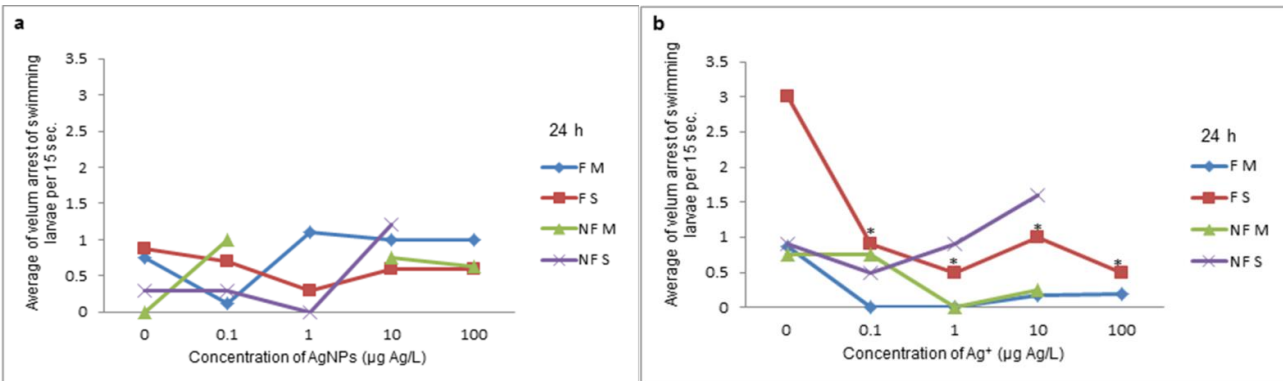 a
Average of velum arrest of swimming
larvae per 15 sec.
3.5
3
2.5
2
1.5
1
0.5
0
0 0.1 1 10 100
Concentration of AgNPs (µg Ag/L)
24 h
F M
F S
NF M
NF S
b
Average of velum arrest of swimming
larvae per 15 sec.
3.5
3
2.5
2
1.5
1
0.5
0
* * * *
0 0.1 1 10 100
Concentration of Ag⁺ (µg Ag/L)
24 h
F M
F S
NF M
NF S